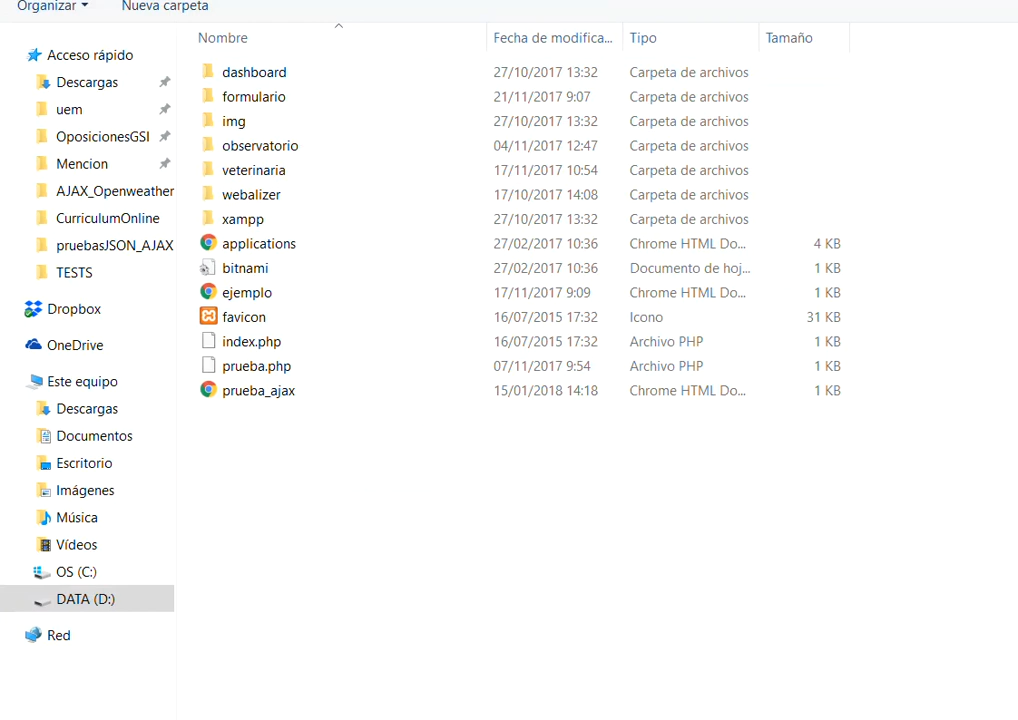 Organizar Nueva carpeta
Nombre Fecha de modifica... Tipo Tamaño
Acceso rápido
Descargas
uem
OposicionesGSI
Mencion
AJAX_Openweather
CurriculumOnline
pruebasJSON_AJAX
TESTS
Dropbox
OneDrive
Este equipo
Descargas
Documentos
Escritorio
Imágenes
Música
Vídeos
OS (C:)
DATA (D:)
Red
dashboard 27/10/2017 13:32 Carpeta de archivos
formulario 21/11/2017 9:07 Carpeta de archivos
img 27/10/2017 13:32 Carpeta de archivos
observatorio 04/11/2017 12:47 Carpeta de archivos
veterinaria 17/11/2017 10:54 Carpeta de archivos
webalizer 17/10/2017 14:08 Carpeta de archivos
xampp 27/10/2017 13:32 Carpeta de archivos
applications 27/02/2017 10:36 Chrome HTML Do... 4 KB
bitnami 27/02/2017 10:36 Documento de hoj... 1 KB
ejemplo 17/11/2017 9:09 Chrome HTML Do... 1 KB
favicon 16/07/2015 17:32 Icono 31 KB
index.php 16/07/2015 17:32 Archivo PHP 1 KB
prueba.php 07/11/2017 9:54 Archivo PHP 1 KB
prueba_ajax 15/01/2018 14:18 Chrome HTML Do... 1 KB